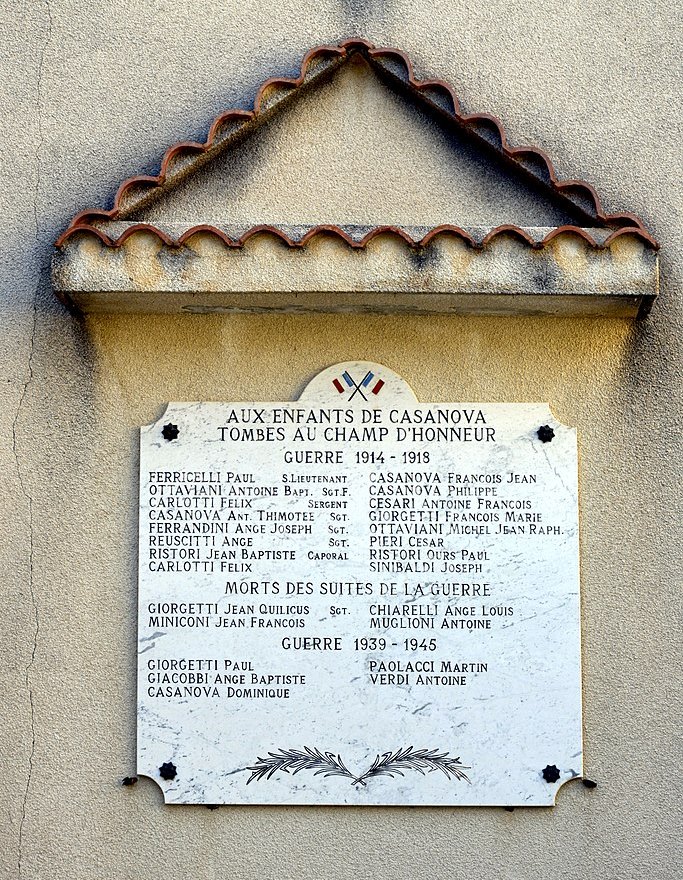 AUX ENFANTS DE CASANOVA
TOMBES AU CHAMP D'HONNEUR
GUERRE 1914 - 1918
FERRICELLI PAUL S.LIEUTENANT
OTTAVIANI ANTOINE BAPT. SGT.F.
CARLOTTI FELIX SERGENT
CASANOVA ANT. THIMOTEE SGT.
FERRANDINI ANGE JOSEPH SGT.
REUSCITTI ANGE SGT.
RISTORI JEAN BAPTISTE CAPORAL
CARLOTTI FELIX
CASANOVA FRANCOIS JEAN
CASANOVA PHILIPPE
CESARI ANTOINE FRANCOIS
GIORGETTI FRANCOIS MARIE
OTTAVIANI MICHEL JEAN RAPH.
PIERI CESAR
RISTORI OURS PAUL
SINIBALDI JOSEPH
MORTS DES SUITES DE LA GUERRE
GIORGETTI JEAN QUILICUS SGT.
MINICONI JEAN FRANCOIS
CHIARELLI ANGE LOUIS
MUGLIONI ANTOINE
GUERRE 1939 - 1945
GIORGETTI PAUL
GIACOBBI ANGE BAPTISTE
CASANOVA DOMINIQUE
PAOLACCI MARTIN
VERDI ANTOINE